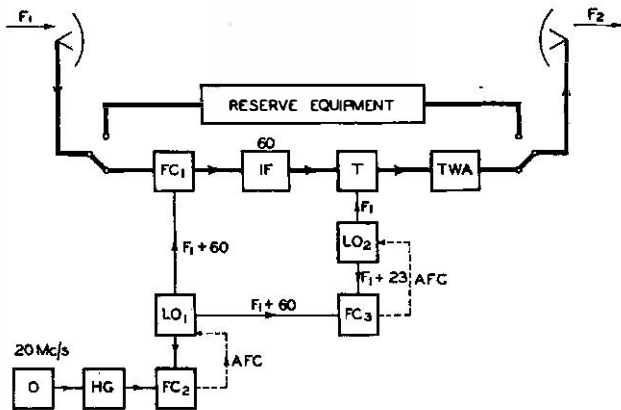 F₁
F₂
RESERVE EQUIPMENT
60
FC₁
IF
T
TWA
F₁
LO₂
F₁+60
F₁+23
AFC
LO₁
F₁+60
FC₃
20 Mc/s
AFC
O
HG
FC₂